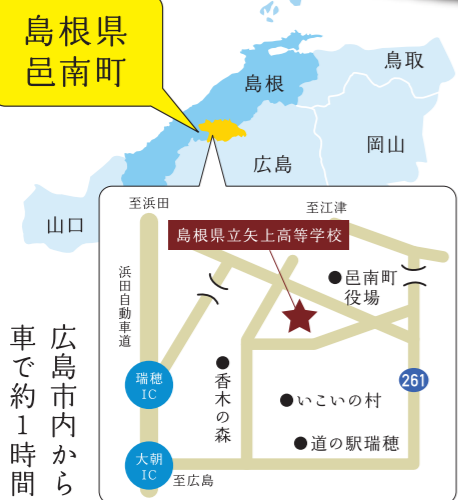 島根県
邑南町
鳥取
島根
岡山
広島
山口
至浜田
至江津
島根県立矢上高等学校
浜田自動車道
邑南町
役場
瑞穂
IC
香木の森
261
いこいの村
道の駅瑞穂
大朝
IC
至広島
広島市内から
車で約1時間